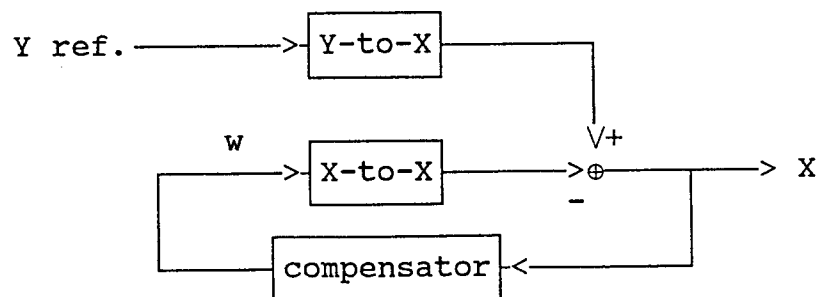 Y ref. > Y-to-X
V+
w
> X-to-X > ⊕ > X
-
compensator <